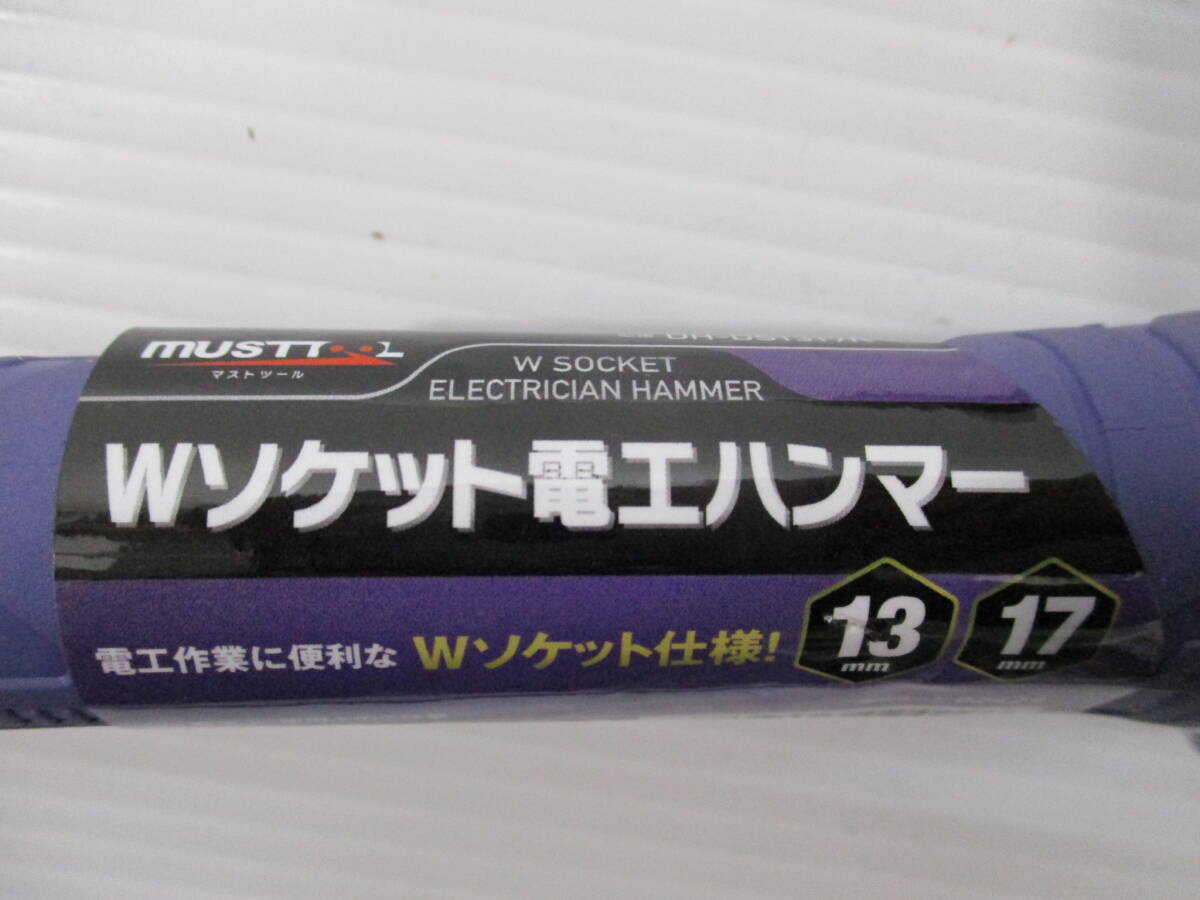 MUSTTOOL
マストツール
W SOCKET
ELECTRICIAN HAMMER
Wソケット電工ハンマー
電工作業に便利な Wソケット仕様!
13 mm
17 mm